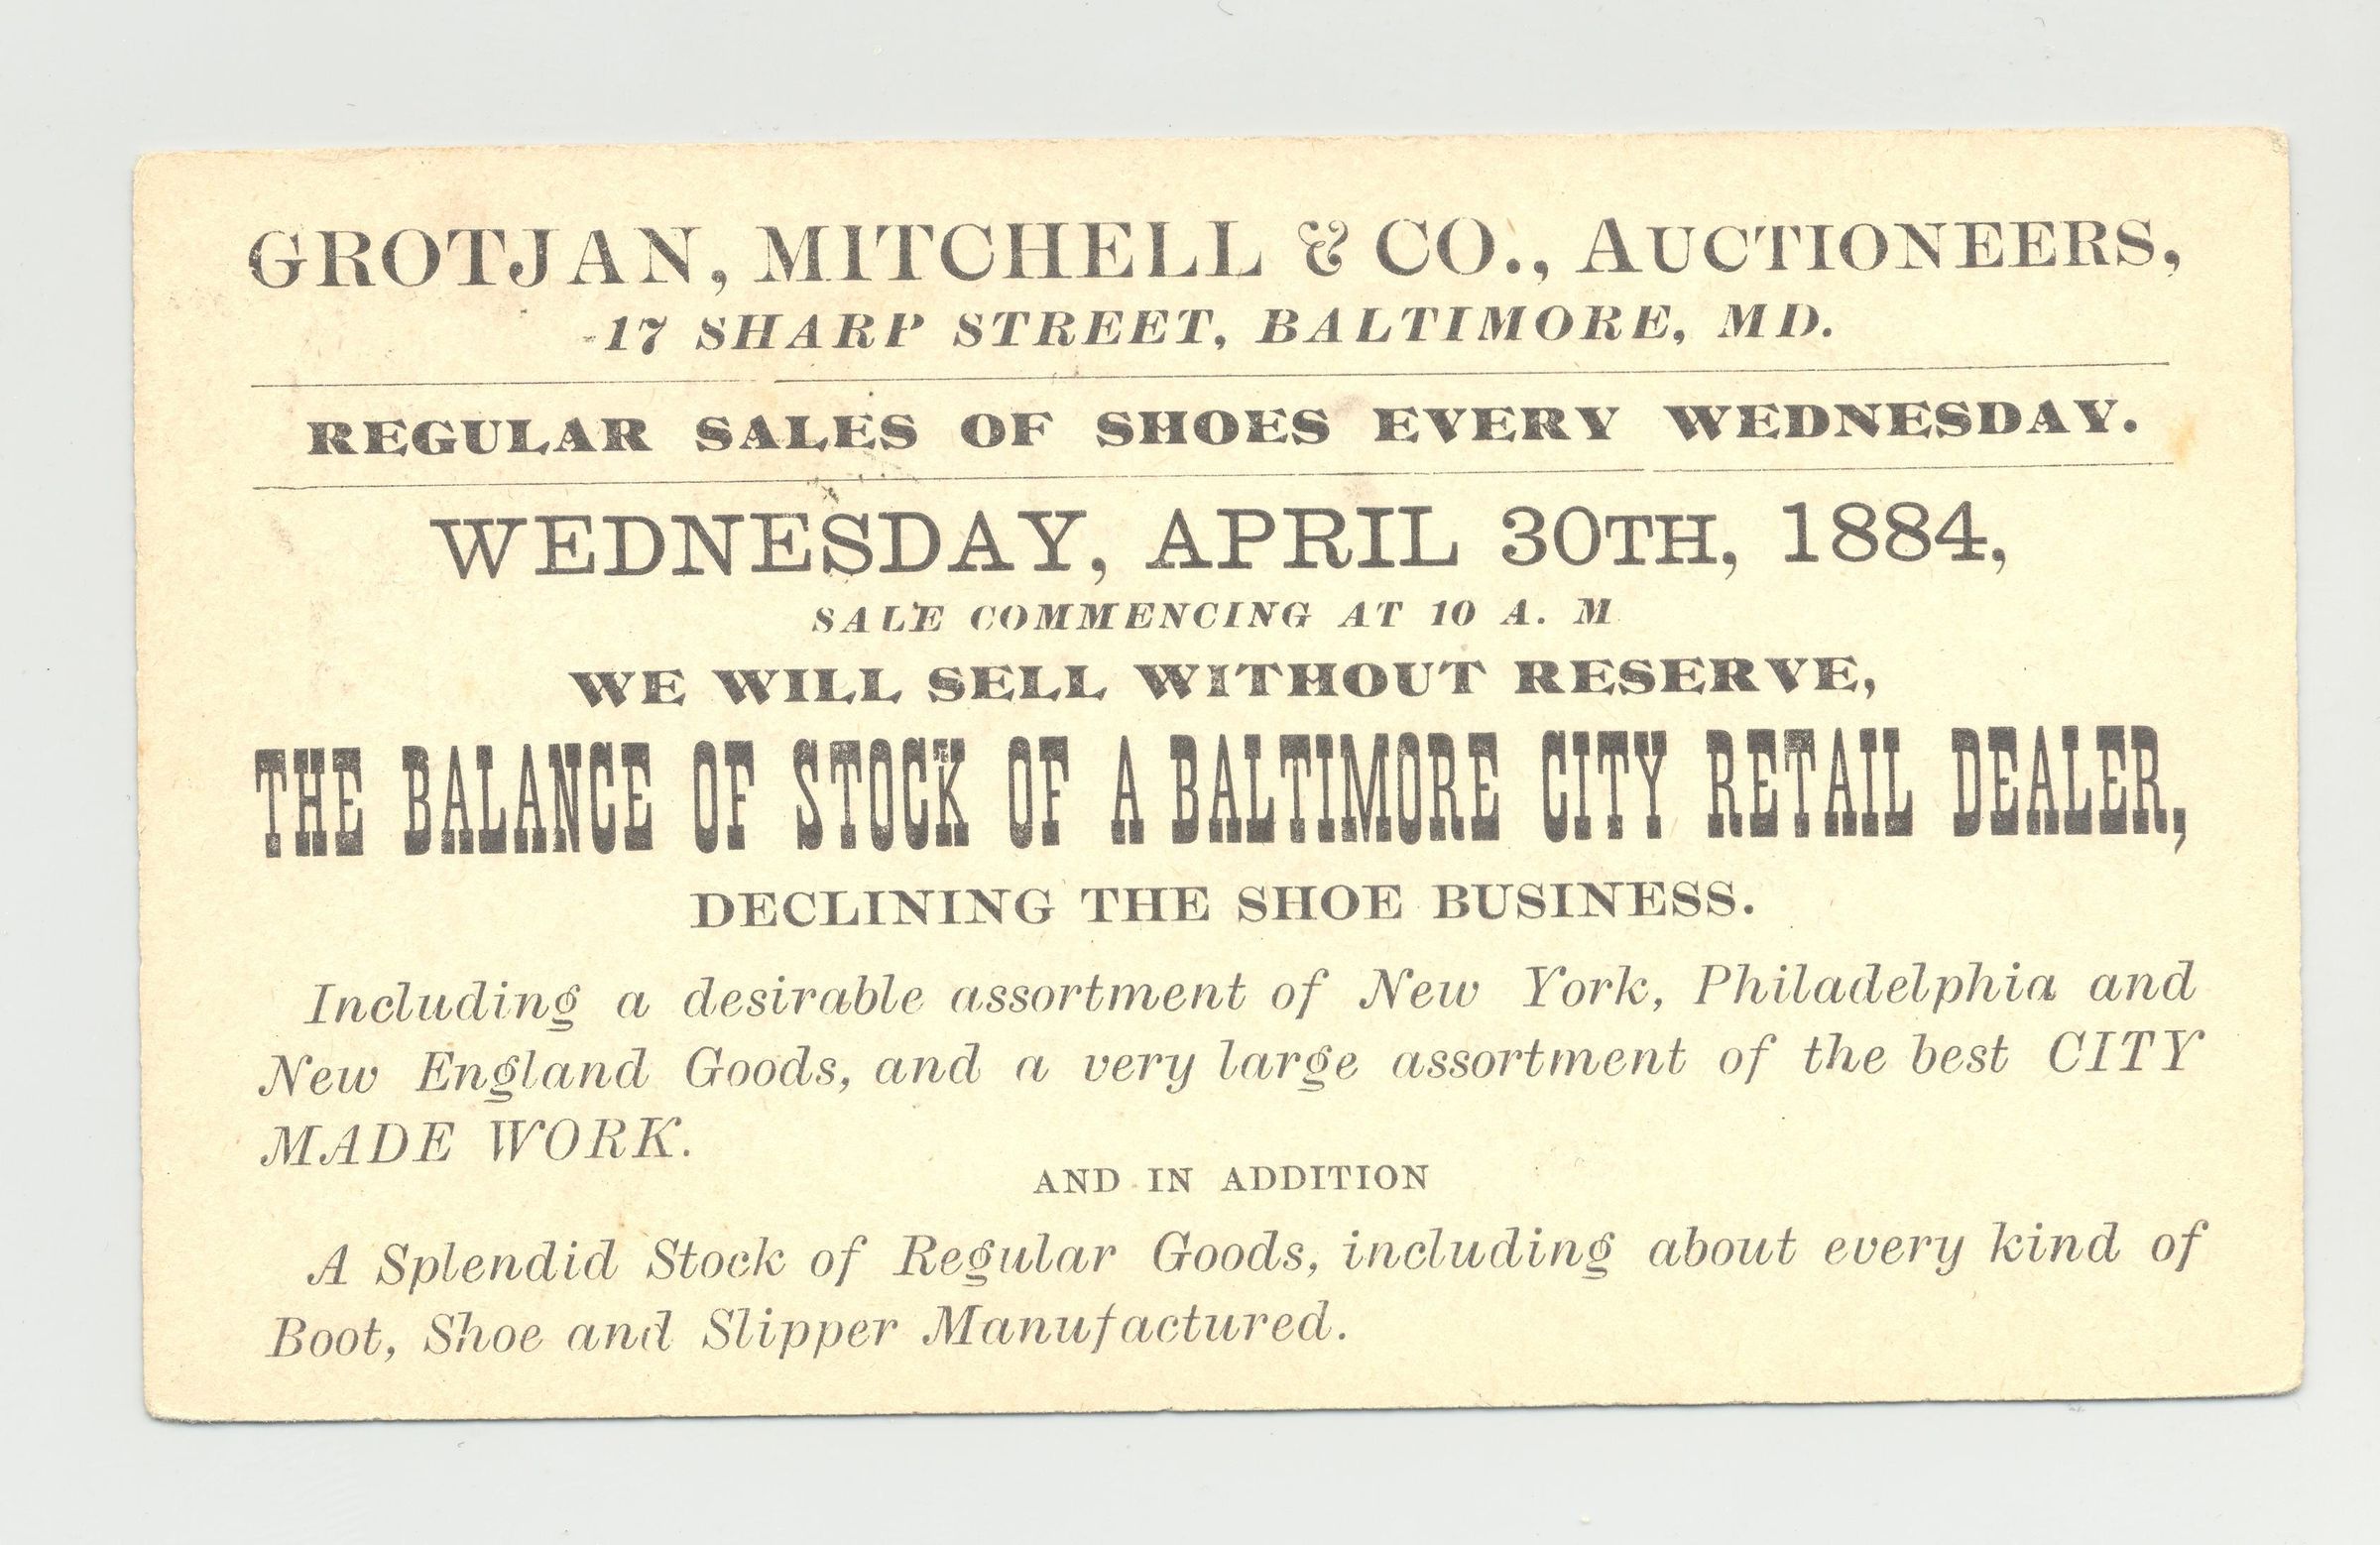 GROTJAN, MITCHELL & CO., AUCTIONEERS,
17 SHARP STREET, BALTIMORE, MD.
REGULAR SALES OF SHOES EVERY WEDNESDAY.
WEDNESDAY, APRIL 30TH, 1884,
SALE COMMENCING AT 10 A. M
WE WILL SELL WITHOUT RESERVE,
THE BALANCE OF STOCK OF A BALTIMORE CITY RETAIL DEALER,
DECLINING THE SHOE BUSINESS.
Including a desirable assortment of New York, Philadelphia and
New England Goods, and a very large assortment of the best CITY
MADE WORK.
AND IN ADDITION
A Splendid Stock of Regular Goods, including about every kind of
Boot, Shoe and Slipper Manufactured.